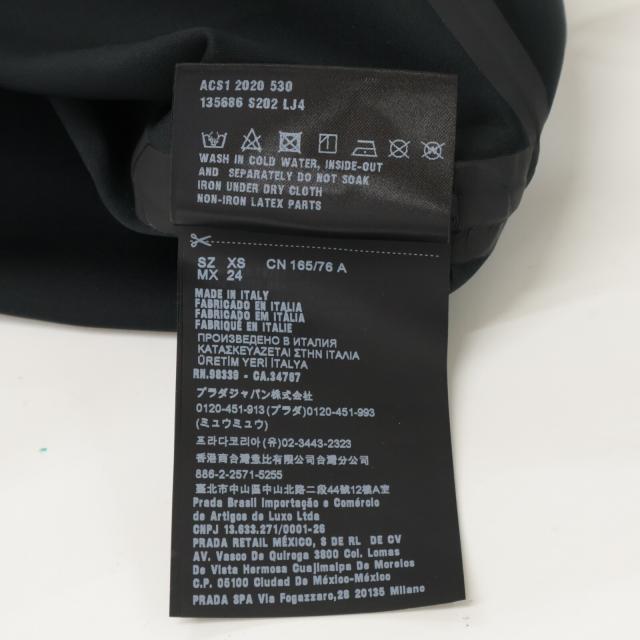 ACS1 2020 530
135686 S202 LJ4
WASH IN COLD WATER, INSIDE-OUT
AND SEPARATELY DO NOT SOAK
IRON UNDER DRY CLOTH
NON-IRON LATEX PARTS
SZ XS CN 165/76 A
MX 24
MADE IN ITALY
FABRICADO EN ITALIA
FABRICADO EM ITALIA
FABRIQUÉ EN ITALIE
ПРОИЗВЕДЕНО В ИТАЛИЯ
ΚΑΤΑΣΚΕΥΑΖΕΤΑΙ ΣΤΗΝ ΙΤΑΛΙΑ
ÜRETİM YERİ İTALYA
RN.98339 - CA.34767
プラダジャパン株式会社
0120-451-913(プラダ)0120-451-993
(ミュウミュウ)
프라다코리아 (유)02-3443-2323
香港商台灣壹比有限公司台灣分公司
886-2-2571-5255
臺北市中山區中山北路二段44號12樓A室
Prada Brasil Importação e Comércio
de Artigos de Luxo Ltda
CNPJ 13.633.271/0001-26
PRADA RETAIL MÉXICO, S DE RL DE CV
AV. Vasco De Quiroga 3800 Col. Lomas
De Vista Hermosa Cuajimalpa De Morelos
C.P. 05100 Ciudad De México-México
PRADA SPA Via Fogazzaro,28 20135 Milano